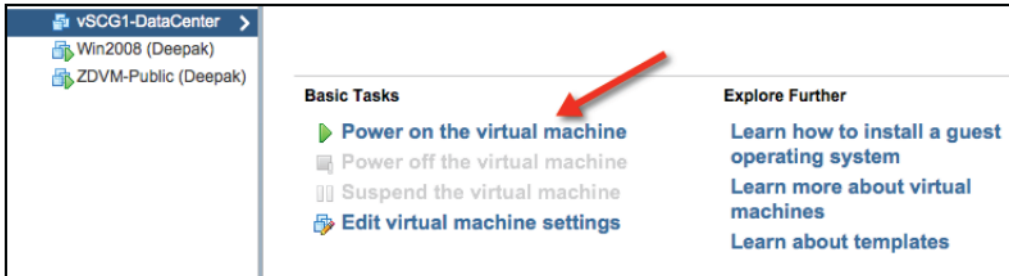 vSCG1-DataCenter
Win2008 (Deepak)
ZDVM-Public (Deepak)
Basic Tasks
Power on the virtual machine
Power off the virtual machine
Suspend the virtual machine
Edit virtual machine settings
Explore Further
Learn how to install a guest
operating system
Learn more about virtual
machines
Learn about templates